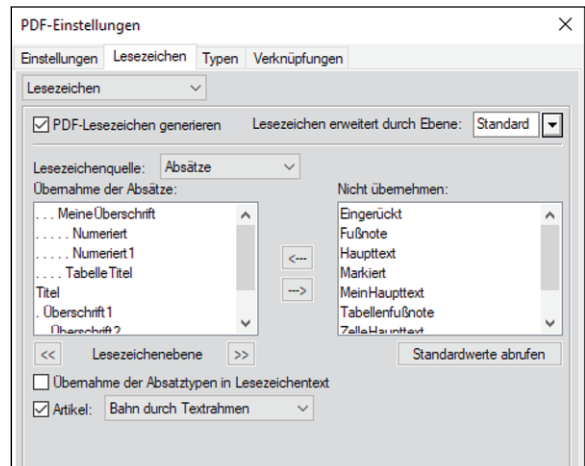 PDF-Einstellungen
Einstellungen Lesezeichen Typen Verknüpfungen
Lesezeichen
PDF-Lesezeichen generieren Lesezeichen erweitert durch Ebene: Standard
Lesezeichenquelle: Absätze
Übernahme der Absätze: Nicht übernehmen:
. . . MeineÜberschrift Eingerückt
. . . . . Numeriert Fußnote
. . . . . Numeriert1 Haupttext
. . . . TabelleTitel Markiert
Titel MeinHaupttext
. Überschrift1 Tabellenfußnote
. . Überschrift2 ZelleHaupttext
<--- 
--->
<< Lesezeichenebene >> Standardwerte abrufen
Übernahme der Absatztypen in Lesezeichentext
Artikel: Bahn durch Textrahmen